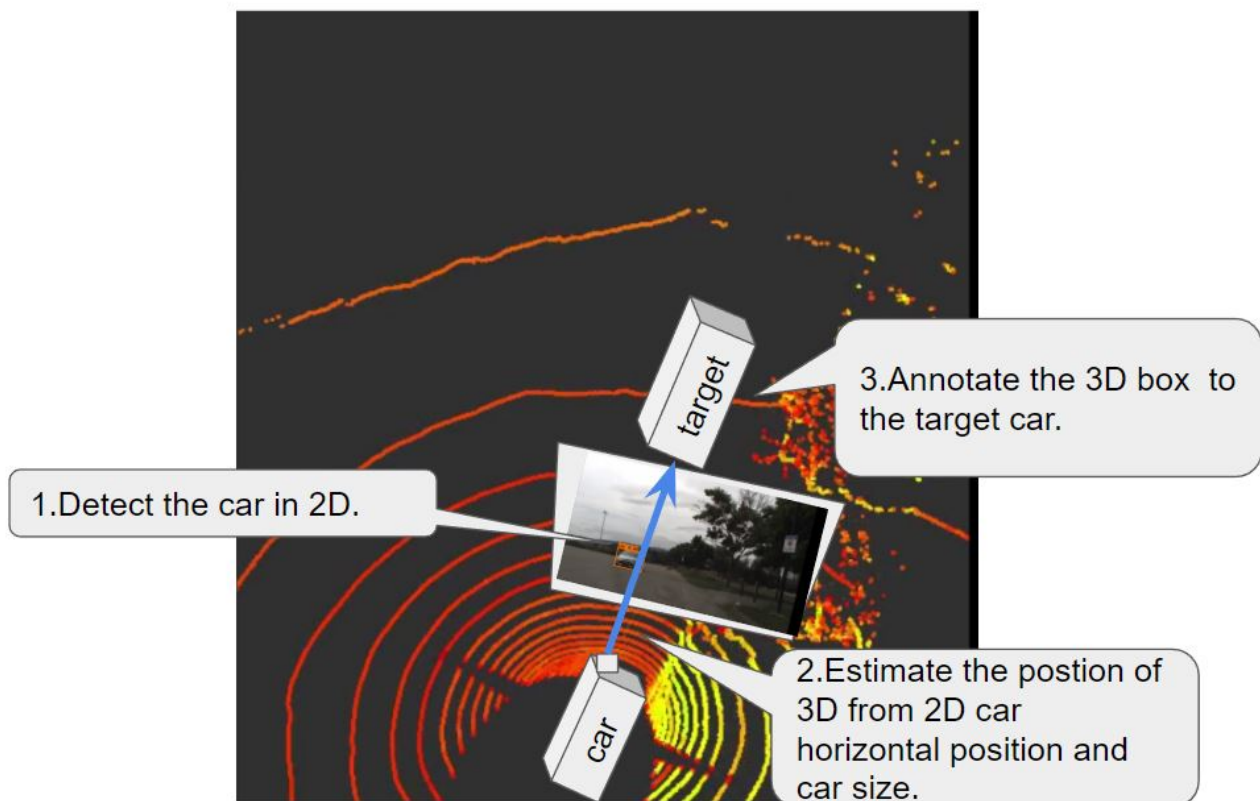 target
3.Annotate the 3D box to
the target car.
1.Detect the car in 2D.
2.Estimate the postion of
3D from 2D car
horizontal position and
car size.
car